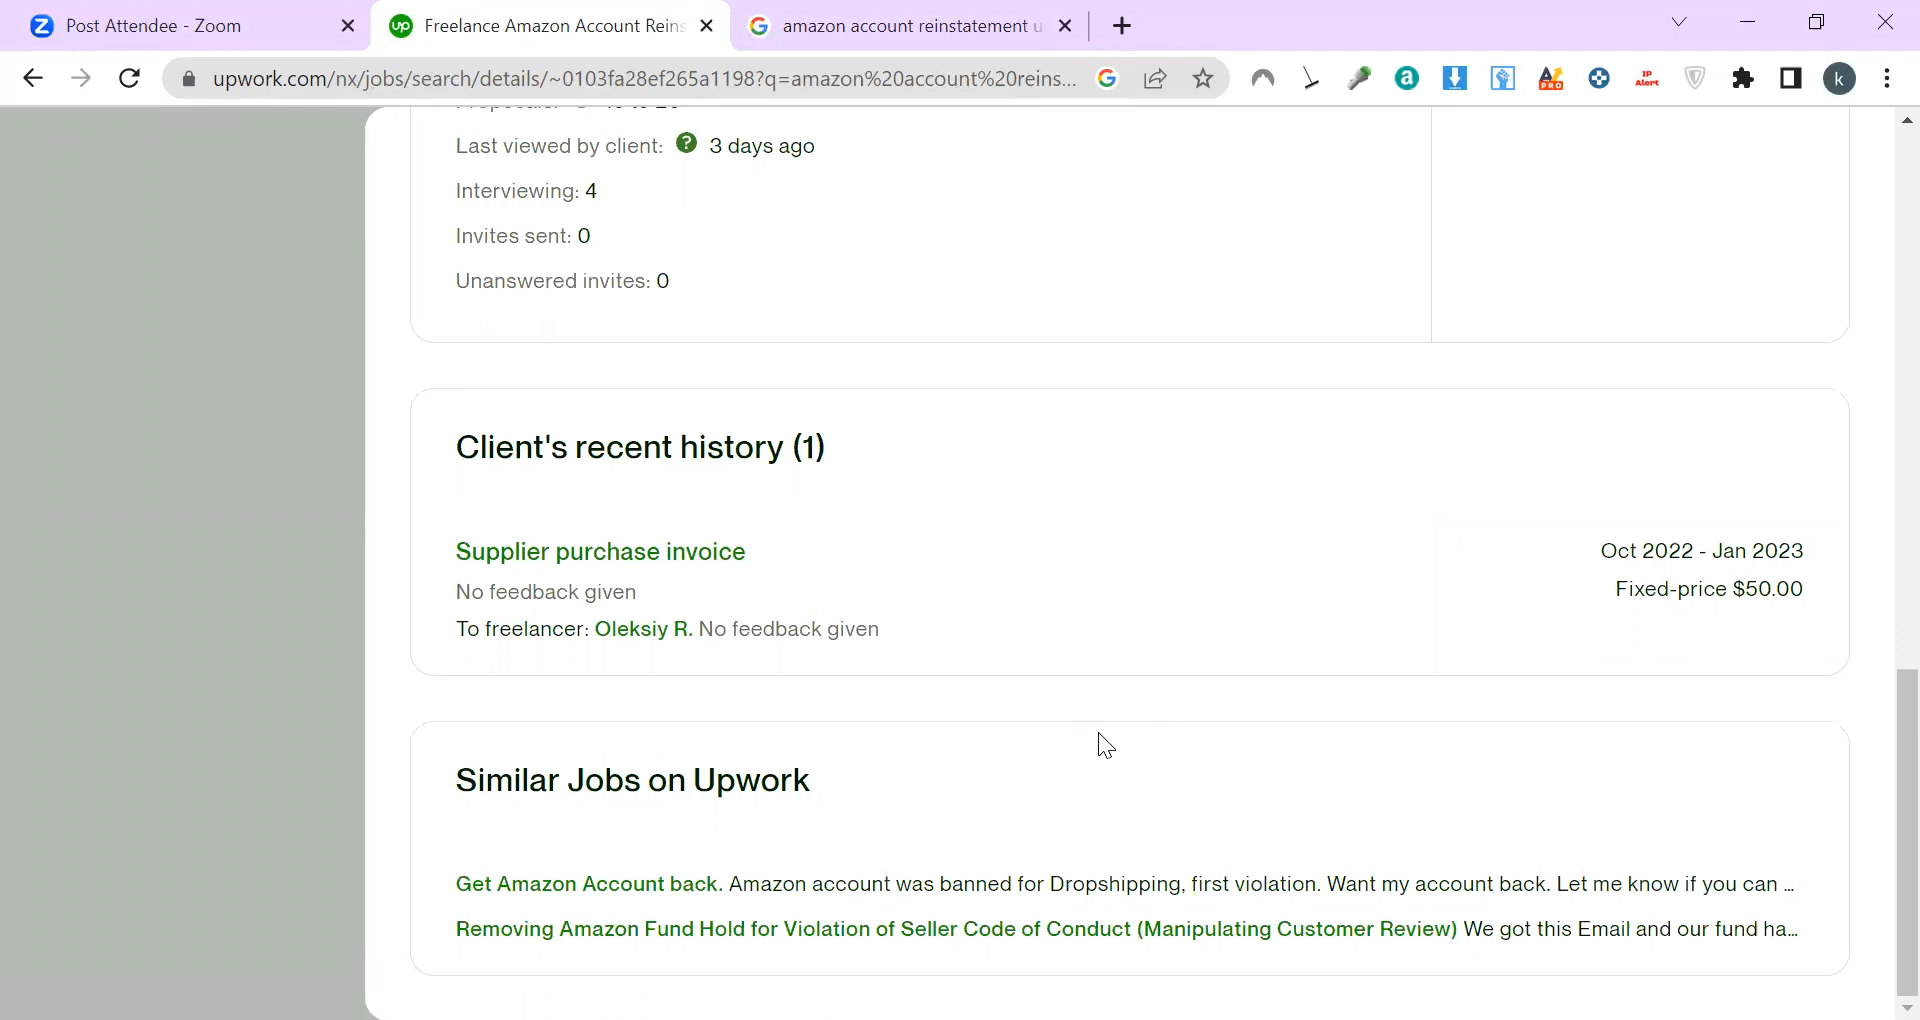 Post Attendee - Zoom
Freelance Amazon Account Reins
amazon account reinstatement u
upwork.com/nx/jobs/search/details/~0103fa28ef265a1198?q=amazon%20account%20reins...
IP Alert
PRO
k
Last viewed by client: ? 3 days ago
Interviewing: 4
Invites sent: 0
Unanswered invites: 0
Client's recent history (1)
Supplier purchase invoice
Oct 2022 - Jan 2023
No feedback given
Fixed-price $50.00
To freelancer: Oleksiy R. No feedback given
Similar Jobs on Upwork
Get Amazon Account back. Amazon account was banned for Dropshipping, first violation. Want my account back. Let me know if you can ...
Removing Amazon Fund Hold for Violation of Seller Code of Conduct (Manipulating Customer Review) We got this Email and our fund ha...